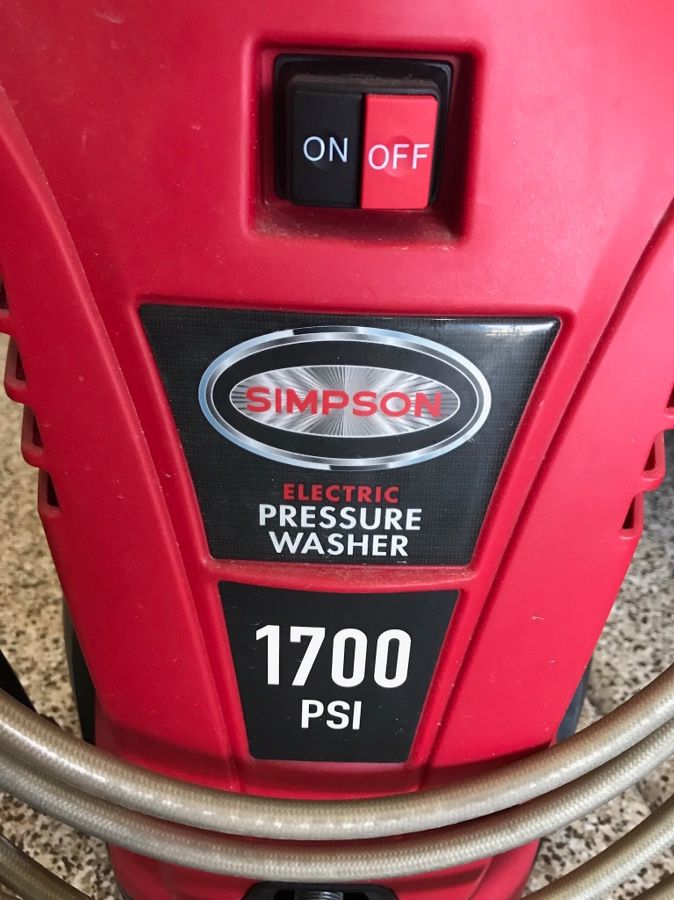 ON OFF
SIMPSON
ELECTRIC
PRESSURE
WASHER
1700
PSI